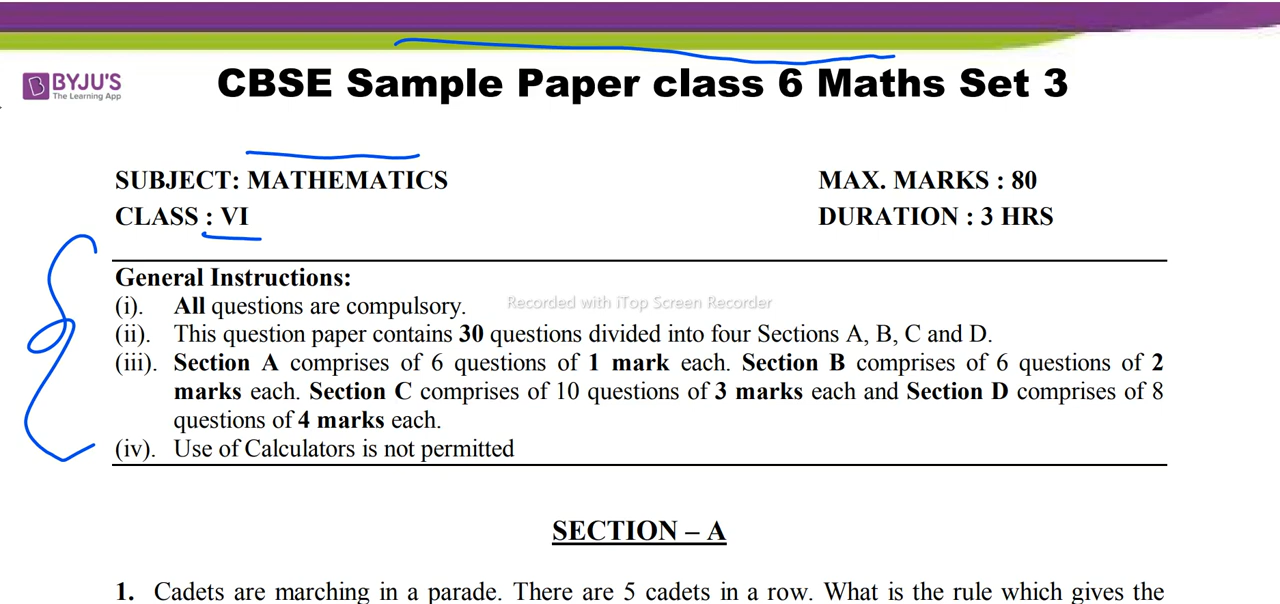 BYJU'S
The Learning App
CBSE Sample Paper class 6 Maths Set 3
SUBJECT: MATHEMATICS
MAX. MARKS : 80
CLASS : VI
DURATION : 3 HRS
General Instructions:
(i). All questions are compulsory.
Recorded with iTop Screen Recorder
(ii). This question paper contains 30 questions divided into four Sections A, B, C and D.
(iii). Section A comprises of 6 questions of 1 mark each. Section B comprises of 6 questions of 2
marks each. Section C comprises of 10 questions of 3 marks each and Section D comprises of 8
questions of 4 marks each.
(iv). Use of Calculators is not permitted
SECTION – A
1. Cadets are marching in a parade. There are 5 cadets in a row. What is the rule which gives the